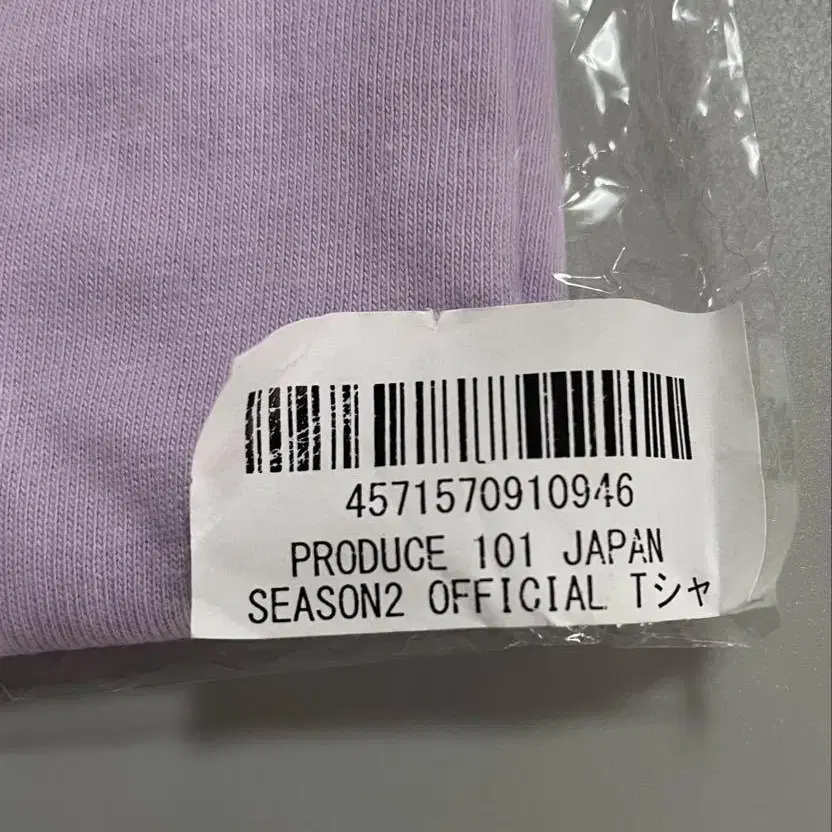 4571570910946
PRODUCE 101 JAPAN
SEASON2 OFFICIAL Tシャ